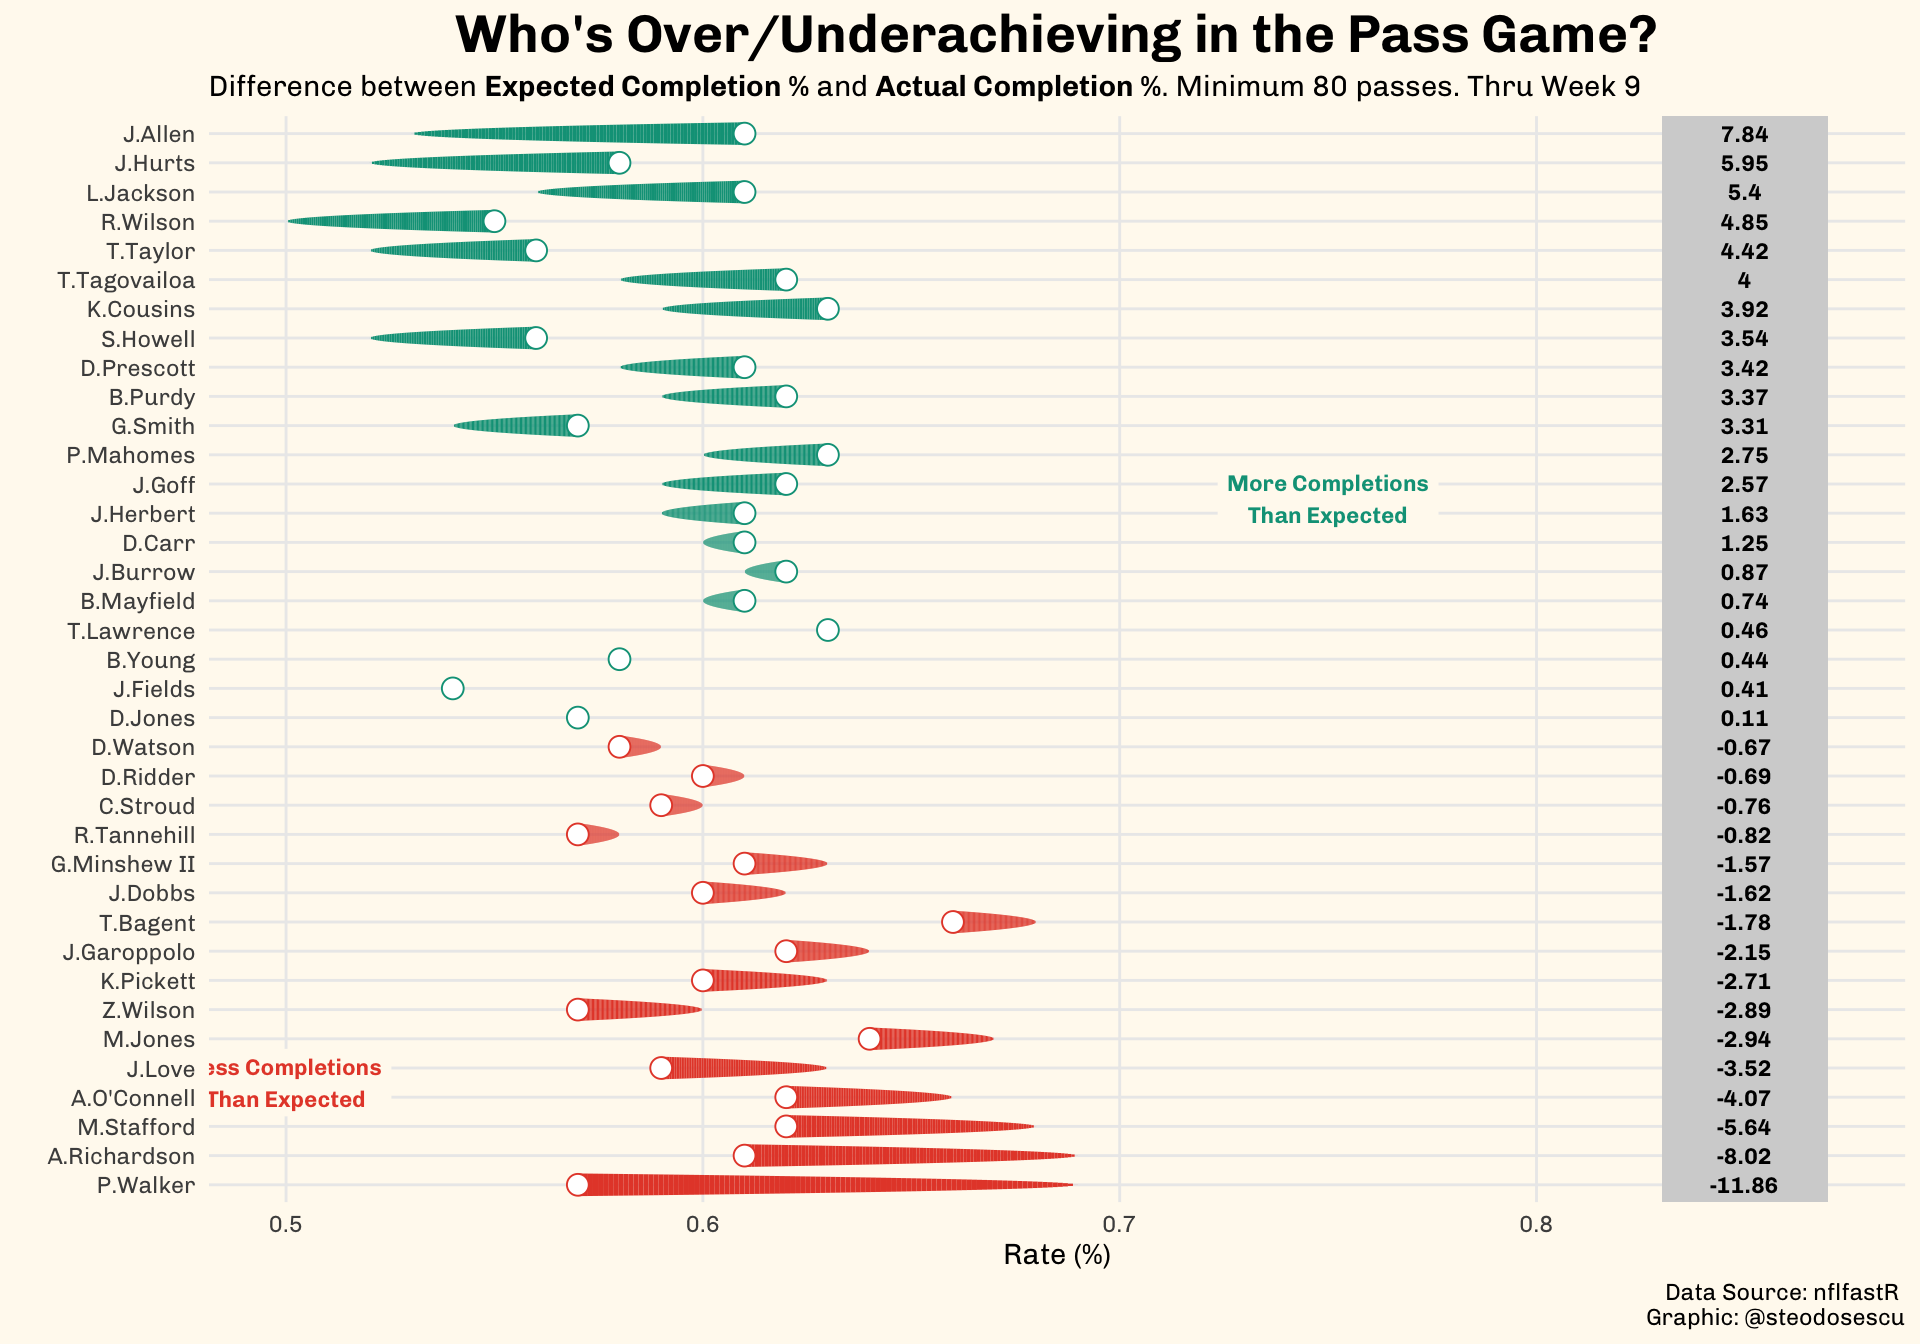 Who's Over/Underachieving in the Pass Game?
Difference between Expected Completion % and Actual Completion %. Minimum 80 passes. Thru Week 9
J.Allen 7.84
J.Hurts 5.95
L.Jackson 5.4
R.Wilson 4.85
T.Taylor 4.42
T.Tagovailoa 4
K.Cousins 3.92
S.Howell 3.54
D.Prescott 3.42
B.Purdy 3.37
G.Smith 3.31
P.Mahomes 2.75
J.Goff More Completions 2.57
J.Herbert Than Expected 1.63
D.Carr 1.25
J.Burrow 0.87
B.Mayfield 0.74
T.Lawrence 0.46
B.Young 0.44
J.Fields 0.41
D.Jones 0.11
D.Watson -0.67
D.Ridder -0.69
C.Stroud -0.76
R.Tannehill -0.82
G.Minshew II -1.57
J.Dobbs -1.62
T.Bagent -1.78
J.Garoppolo -2.15
K.Pickett -2.71
Z.Wilson -2.89
M.Jones -2.94
J.Love ess Completions -3.52
A.O'Connell Than Expected -4.07
M.Stafford -5.64
A.Richardson -8.02
P.Walker -11.86
0.5 0.6 0.7 0.8
Rate (%)
Data Source: nflfastR
Graphic: @steodosescu